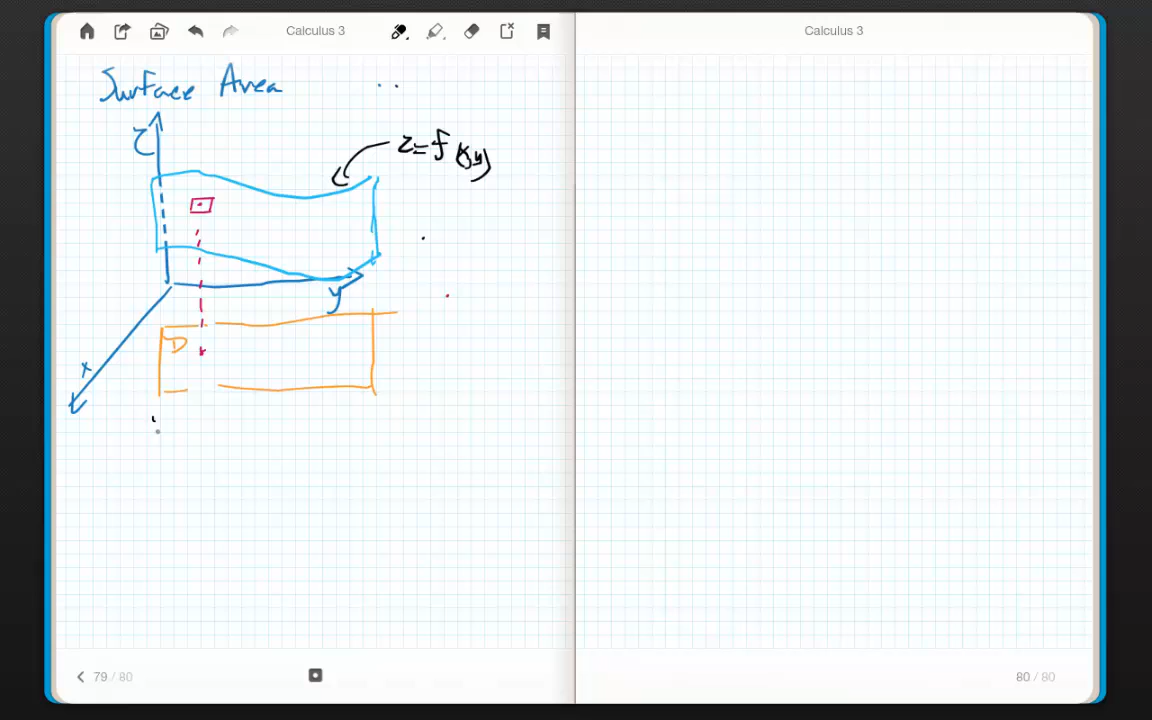 Calculus 3
Calculus 3
Surface Area
z
z=f(x,y)
y
D
x
79 / 80
80 / 80